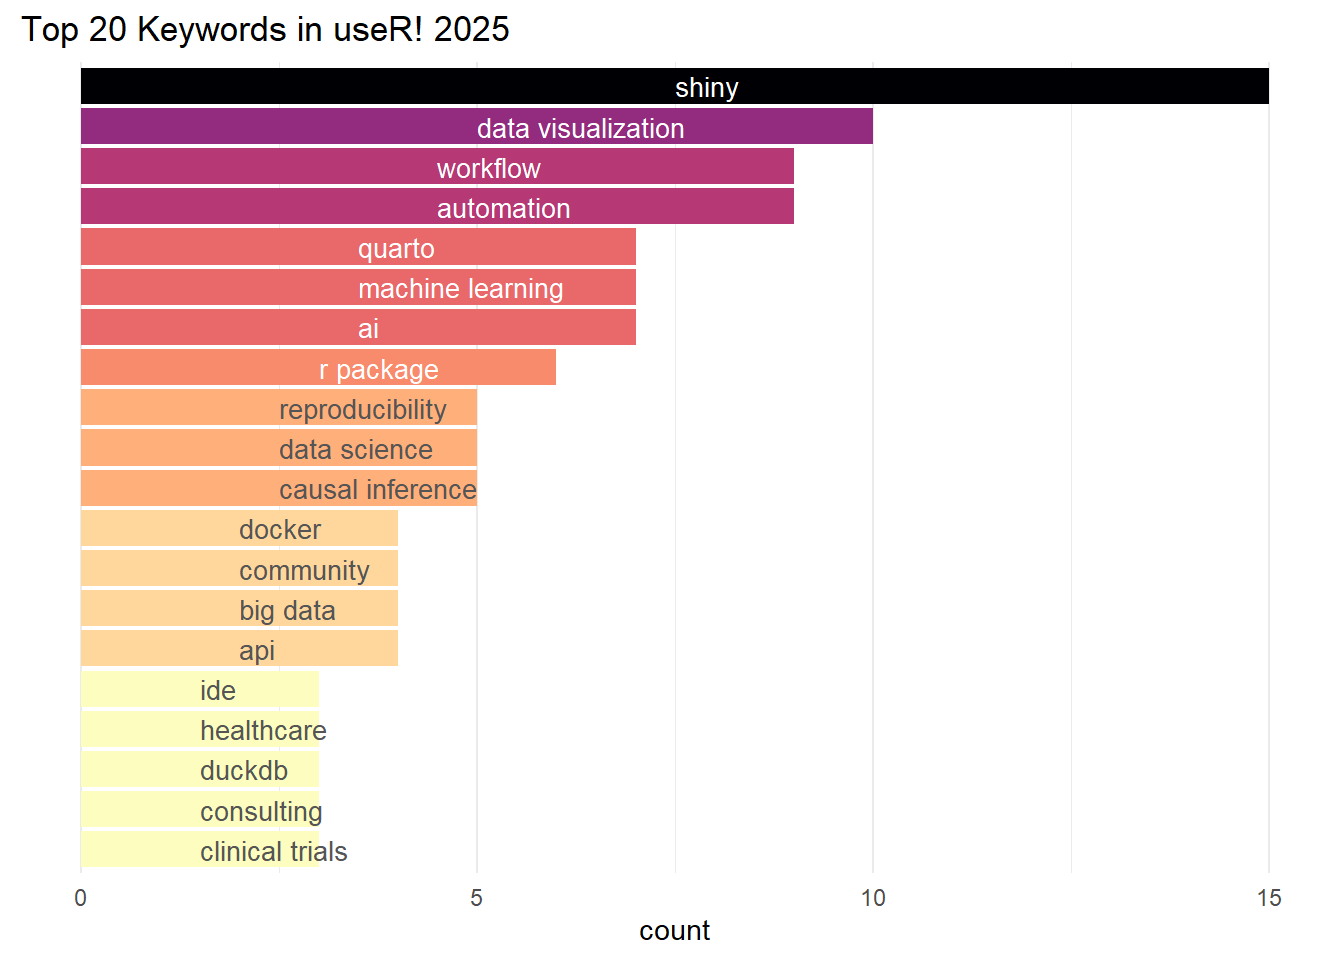 Top 20 Keywords in useR! 2025
shiny
data visualization
workflow
automation
quarto
machine learning
ai
r package
reproducibility
data science
causal inference
docker
community
big data
api
ide
healthcare
duckdb
consulting
clinical trials
0 5 10 15
count